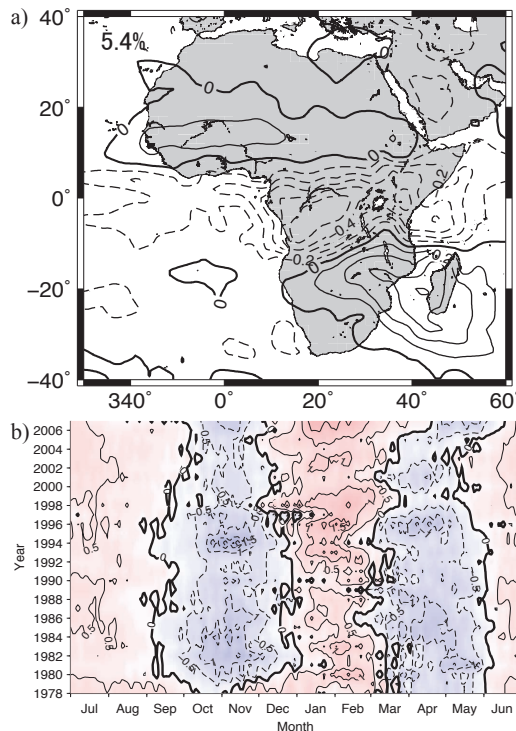 a)
5.4%
40°
20°
0°
−20°
−40°
340°
0°
20°
40°
60°
0
0
0
0.2
0.4
0.2
0
0
0
b)
2006
2004
2002
2000
1998
1996
1994
1992
1990
1988
1986
1984
1982
1980
1978
Year
Jul
Aug
Sep
Oct
Nov
Dec
Jan
Feb
Mar
Apr
May
Jun
Month